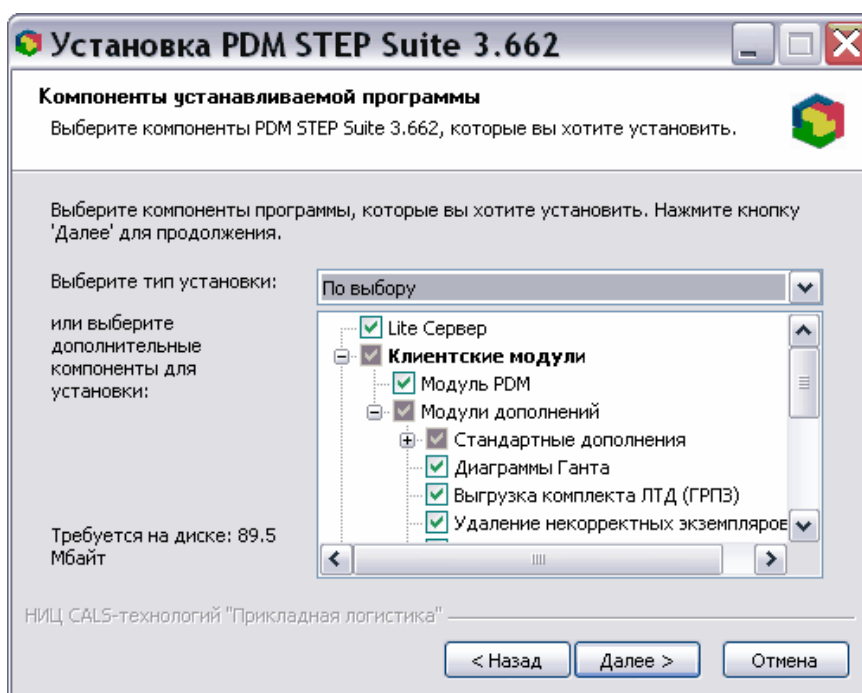 Установка PDM STEP Suite 3.662
Компоненты устанавливаемой программы
Выберите компоненты PDM STEP Suite 3.662, которые вы хотите установить.
Выберите компоненты программы, которые вы хотите установить. Нажмите кнопку
'Далее' для продолжения.
Выберите тип установки:
По выбору
или выберите
дополнительные
компоненты для
установки:
Lite Сервер
Клиентские модули
Модуль PDM
Модули дополнений
Стандартные дополнения
Диаграммы Ганта
Выгрузка комплекта ЛТД (ГРПЗ)
Удаление некорректных экземпляров
Требуется на диске: 89.5
Мбайт
НИЦ CALS-технологий "Прикладная логистика"
< Назад
Далее >
Отмена